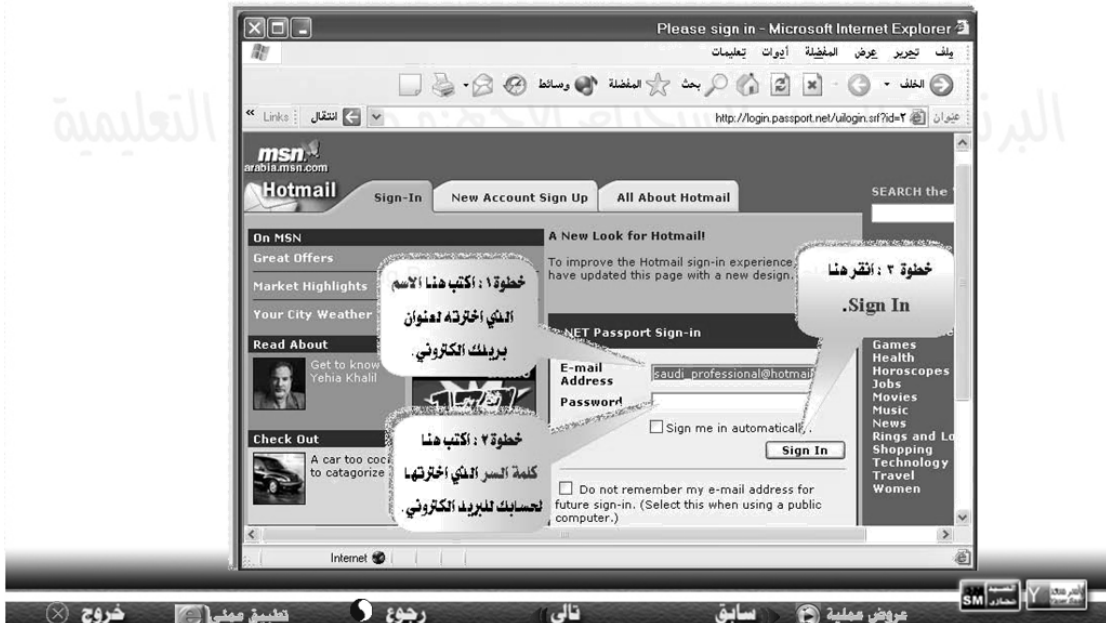 Please sign in - Microsoft Internet Explorer
ملف تحرير عرض المفضلة أدوات تعليمات
الخلف بحث المفضلة وسائط
عنوان http://login.passport.net/uilogin.srf?id=٢ انتقال Links
البرن
التعليمية
msn
arabia.msn.com
Hotmail
Sign-In
New Account Sign Up
All About Hotmail
SEARCH the
On MSN
Great Offers
Market Highlights
Your City Weather
Read About
Get to know
Yehia Khalil
Check Out
A car too
to catagorize
A New Look for Hotmail!
To improve the Hotmail sign-in experience,
have updated this page with a new design.
خطوة ١ : اكتب هنا الاسم
الذي اخترته لعنوان
بريدك الكتروني.
خطوة ٢ : اكتب هنا
كلمة السر الذي اخترتها
لحسابك للبريد الكتروني.
خطوة ٣ : انقر هنا
Sign In.
NET Passport Sign-in
E-mail
Address
saudi_professional@hotmai
Password
Sign me in automatically.
Sign In
Do not remember my e-mail address for
future sign-in. (Select this when using a public
computer.)
Games
Health
Horoscopes
Jobs
Movies
Music
News
Rings and Lo
Shopping
Technology
Travel
Women
Internet
SM
عروض عملية
سابق
تالي
رجوع
تطبيق عملي
خروج